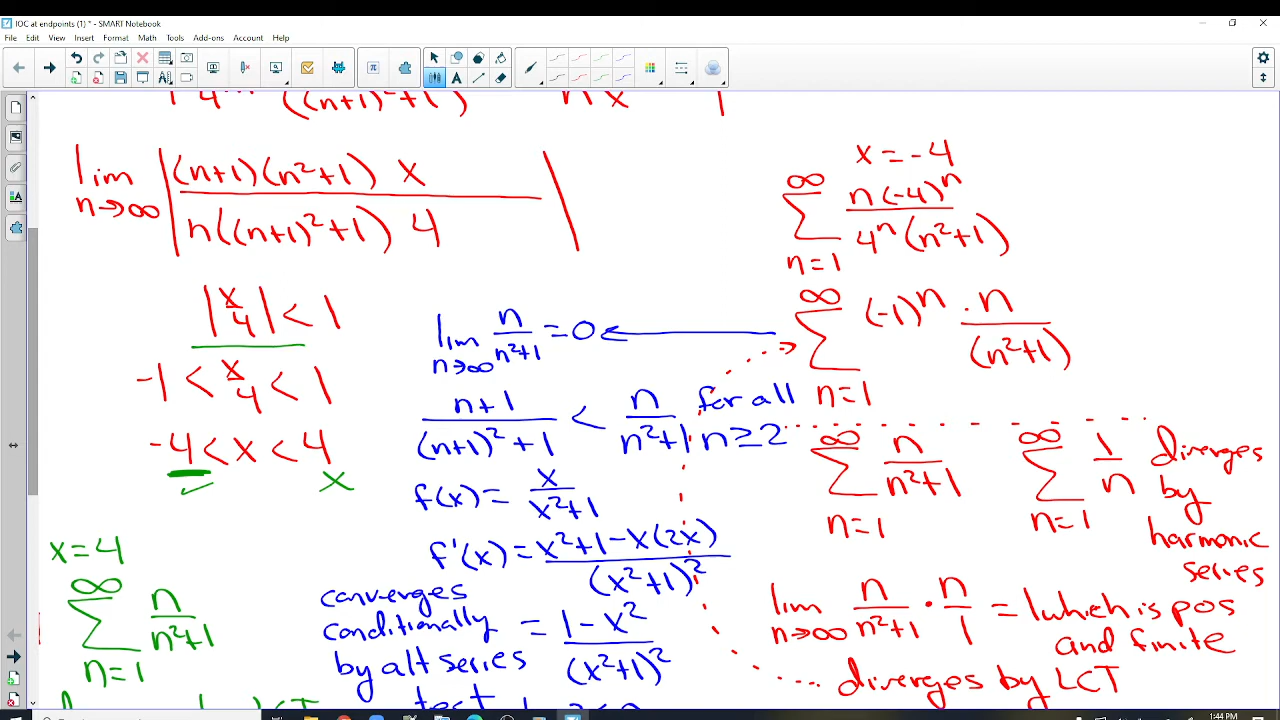 IOC at endpoints (1) * - SMART Notebook
File Edit View Insert Format Math Tools Add-ons Account Help
((n+1)²+1) n x 1
lim n→∞ | (n+1)(n²+1) x / n((n+1)²+1) 4 |
|x/4| < 1
-1 < x/4 < 1
-4 < x < 4
✓ x
x = 4
∞ Σ n=1 n / n²+1
lim n→∞ n / n²+1 = 0 ←
n+1 / (n+1)²+1 < n / n²+1 for all n ≥ 2
f(x) = x / x²+1
f'(x) = x²+1-x(2x) / (x²+1)²
= 1-x² / (x²+1)²
converges
conditionally
by alt series
test
x = -4
∞ Σ n=1 n(-4)ⁿ / 4ⁿ(n²+1)
∞ Σ n=1 (-1)ⁿ · n / (n²+1)
∞ Σ n=1 n / n²+1
∞ Σ n=1 1 / n diverges
by
harmonic
series
lim n→∞ n / n²+1 · n / 1 = 1 which is pos
and finite
diverges by LCT
1:44 PM